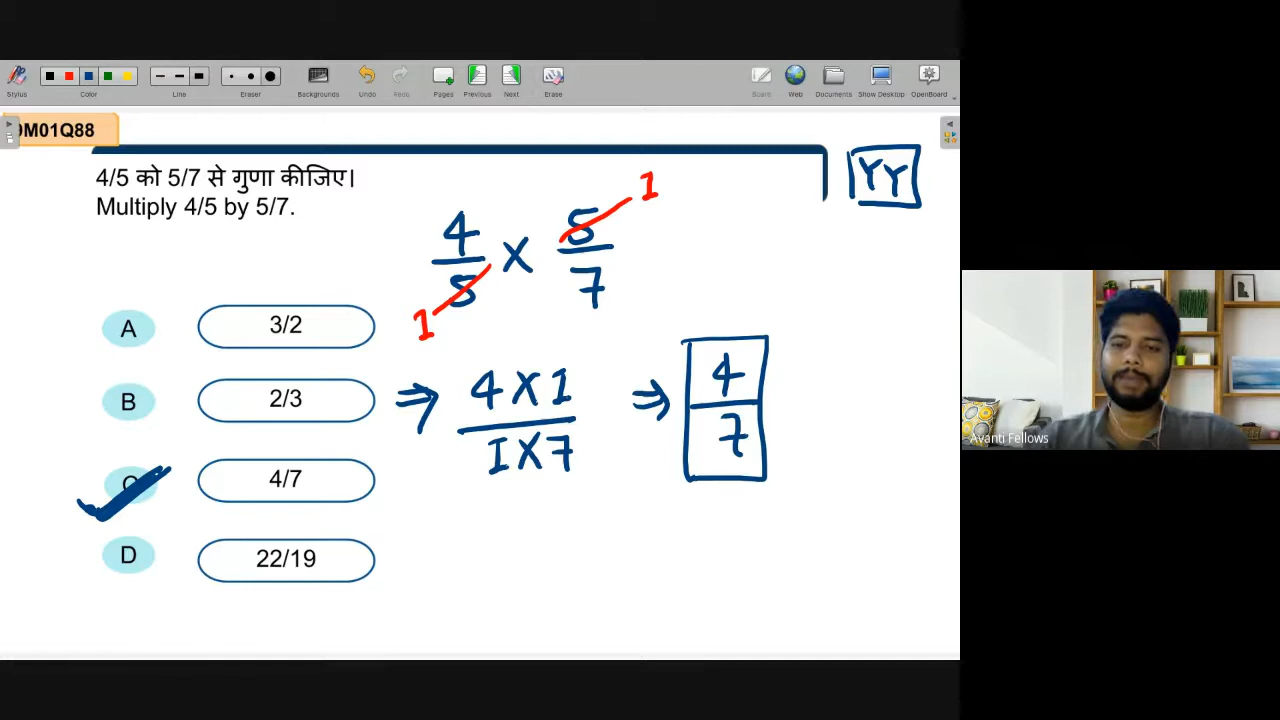 Stylus
Color
Line
Eraser
Backgrounds
Undo
Redo
Pages
Previous
Next
Erase
Board
Web
Documents
Show Desktop
OpenBoard
9M01Q88
4/5 को 5/7 से गुणा कीजिए।
Multiply 4/5 by 5/7.
YY
4/5 X 5/7
1
1
A 3/2
B 2/3
C 4/7
D 22/19
⇒ 4 X 1 / 1 X 7 ⇒ 4/7
Avanti Fellows